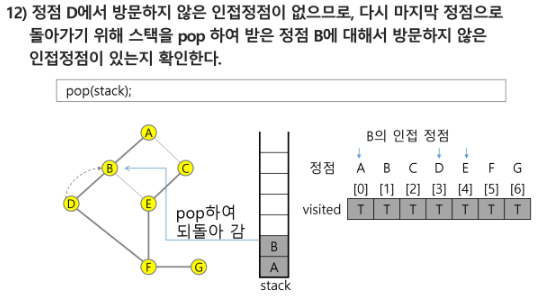 12) 정점 D에서 방문하지 않은 인접정점이 없으므로, 다시 마지막 정점으로
돌아가기 위해 스택을 pop 하여 받은 정점 B에 대해서 방문하지 않은
인접정점이 있는지 확인한다.
pop(stack);
A
B
C
D
E
F
G
pop하여
되돌아 감
B
A
stack
B의 인접 정점
정점 A B C D E F G
[0] [1] [2] [3] [4] [5] [6]
visited T T T T T T T